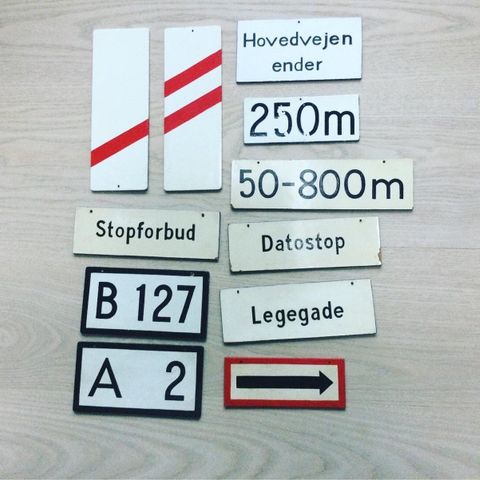 Hovedvejen
ender
250m
50-800m
Stopforbud
Datostop
B 127
Legegade
A 2